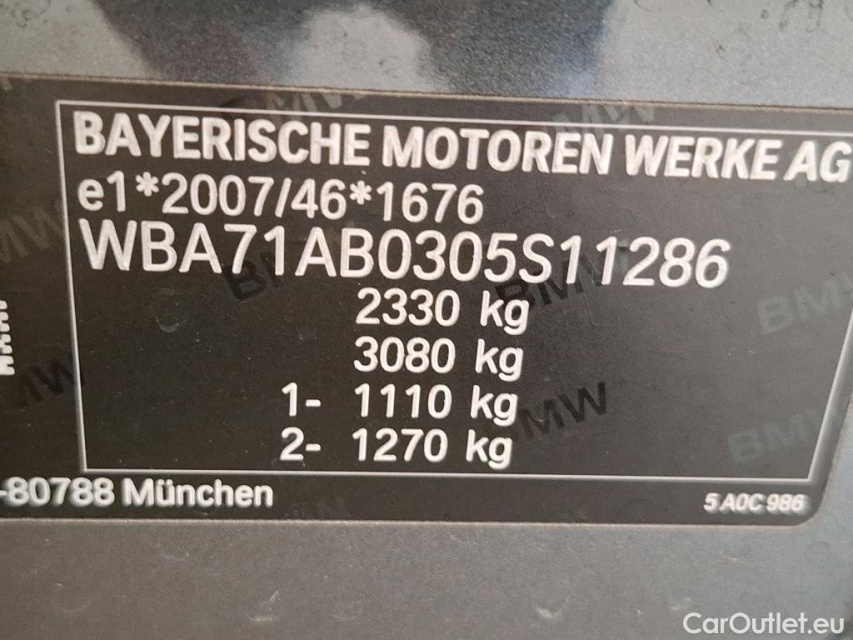 BAYERISCHE MOTOREN WERKE AG
e1*2007/46*1676
WBA71AB0305S11286
2330 kg
3080 kg
1- 1110 kg
2- 1270 kg
-80788 München
5 A0C 986
CarOutlet.eu